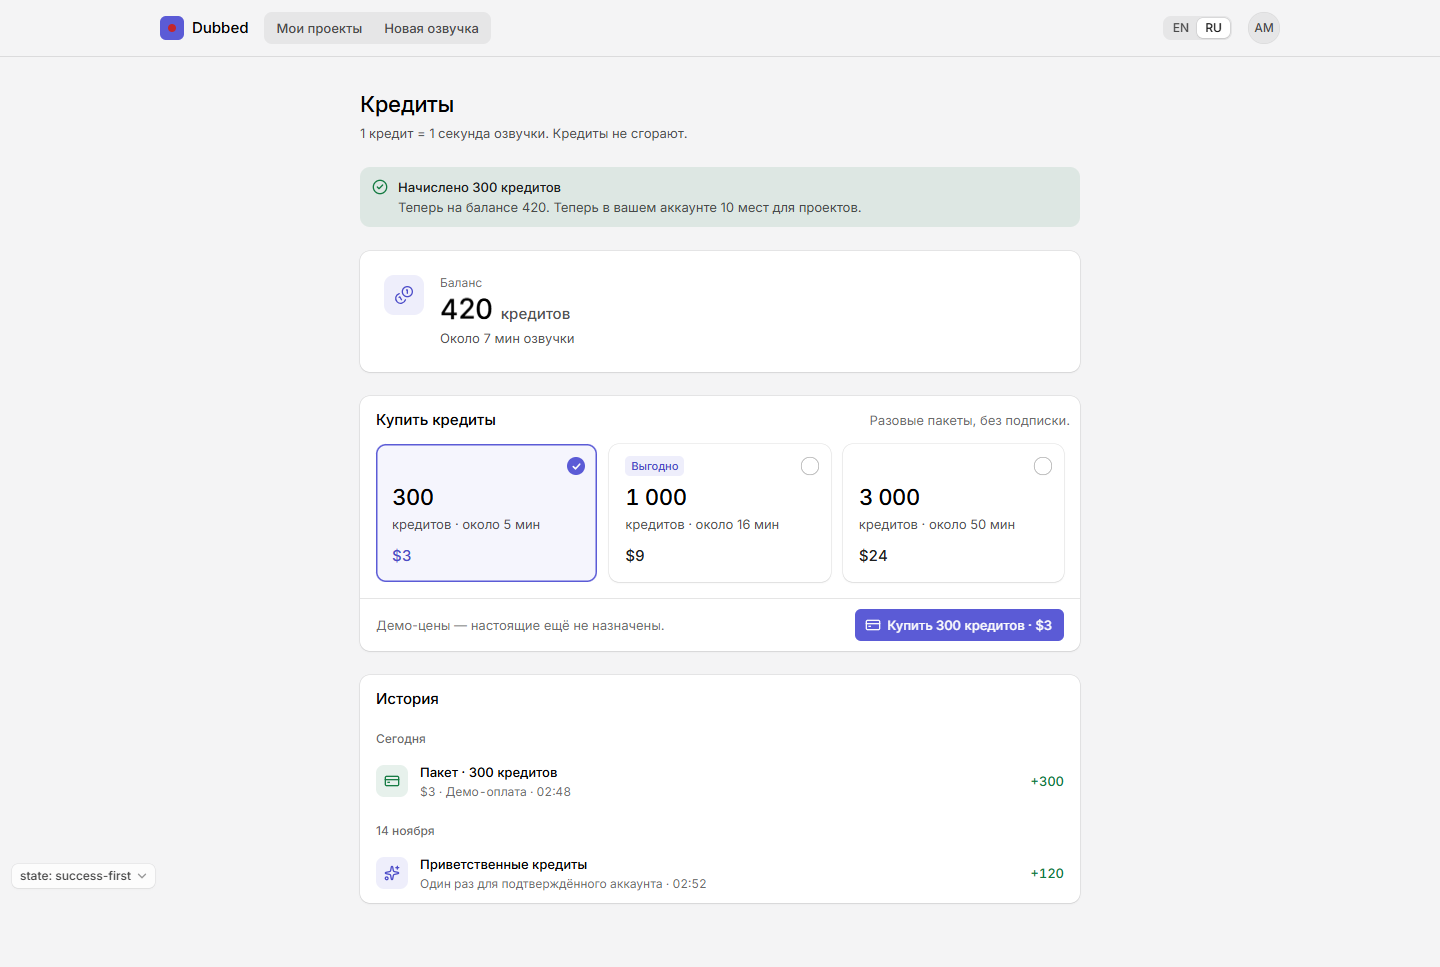 Dubbed
Мои проекты
Новая озвучка
EN
RU
AM
Кредиты
1 кредит = 1 секунда озвучки. Кредиты не сгорают.
Начислено 300 кредитов
Теперь на балансе 420. Теперь в вашем аккаунте 10 мест для проектов.
Баланс
420 кредитов
Около 7 мин озвучки
Купить кредиты
Разовые пакеты, без подписки.
300
кредитов · около 5 мин
$3
Выгодно
1 000
кредитов · около 16 мин
$9
3 000
кредитов · около 50 мин
$24
Демо-цены — настоящие ещё не назначены.
Купить 300 кредитов · $3
История
Сегодня
Пакет · 300 кредитов
$3 · Демо-оплата · 02:48
+300
14 ноября
Приветственные кредиты
Один раз для подтверждённого аккаунта · 02:52
+120
state: success-first